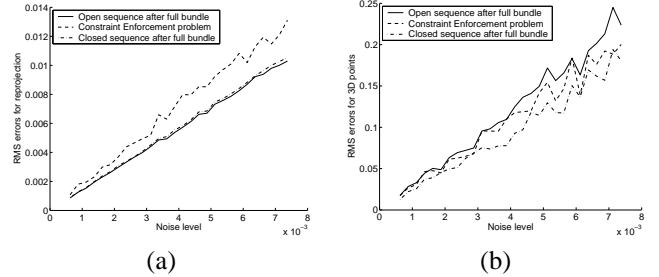 Open sequence after full bundle
Constraint Enforcement problem
Closed sequence after full bundle
RMS errors for reprojection
0.014
0.012
0.01
0.008
0.006
0.004
0.002
0
0 1 2 3 4 5 6 7 8
Noise level
x 10⁻³
(a)
Open sequence after full bundle
Constraint Enforcement problem
Closed sequence after full bundle
RMS errors for 3D points
0.25
0.2
0.15
0.1
0.05
0
0 1 2 3 4 5 6 7 8
Noise level
x 10⁻³
(b)